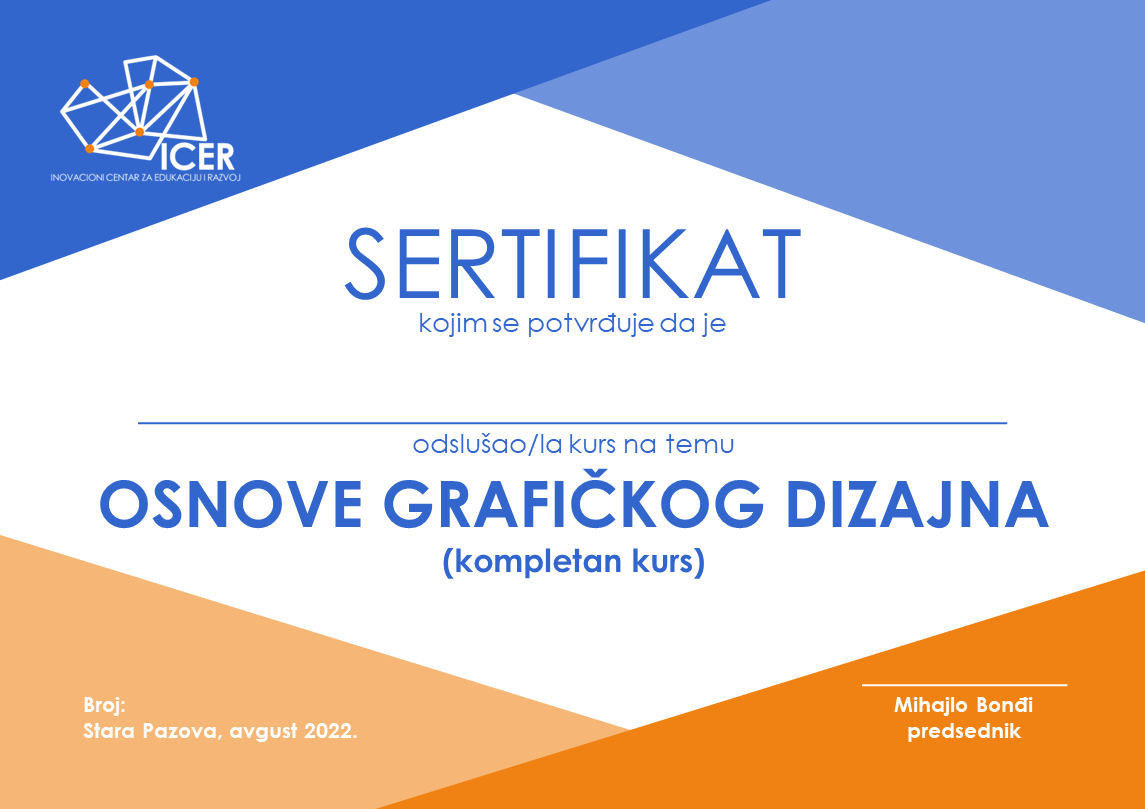 ICER
INOVACIONI CENTAR ZA EDUKACIJU I RAZVOJ
SERTIFIKAT
kojim se potvrđuje da je
odslušao/la kurs na temu
OSNOVE GRAFIČKOG DIZAJNA
(kompletan kurs)
Broj:
Stara Pazova, avgust 2022.
Mihajlo Bonđi
predsednik